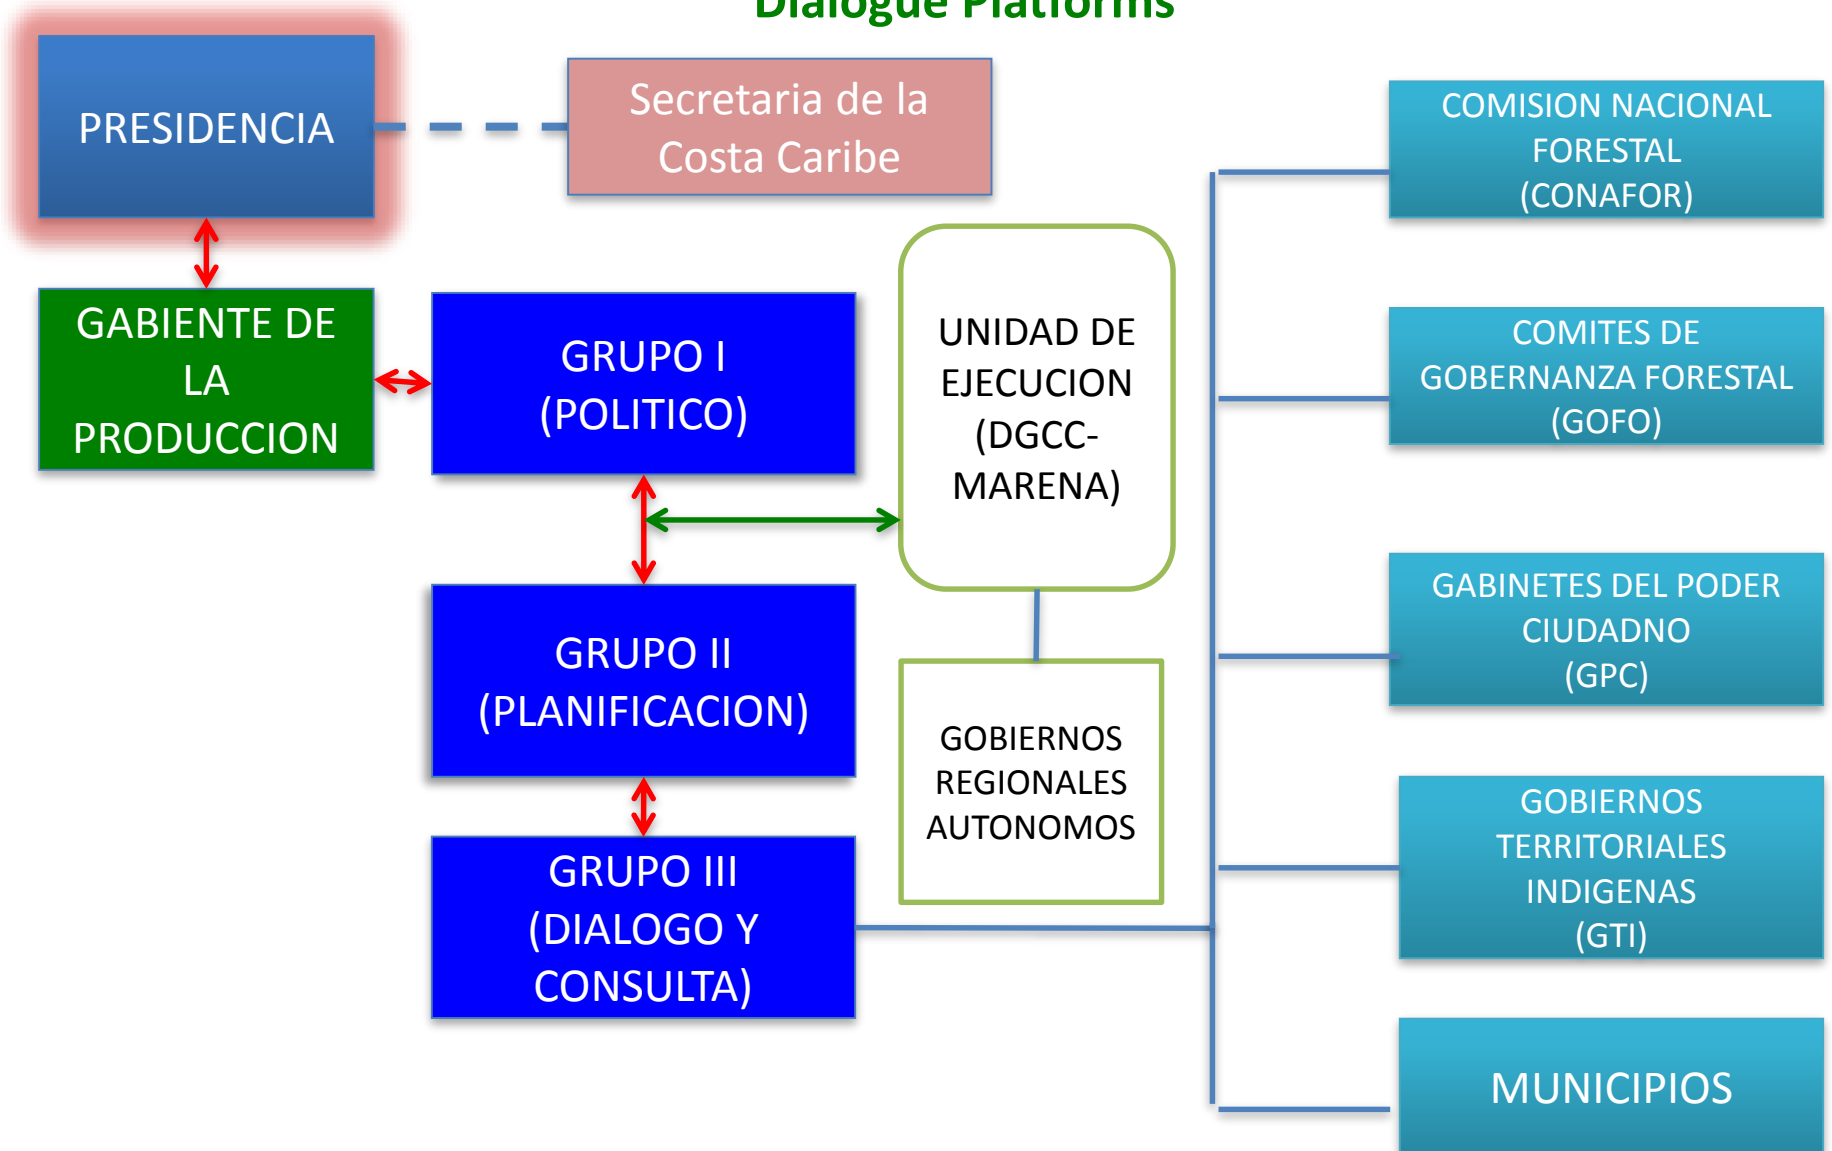 Dialogue Platforms
PRESIDENCIA
Secretaria de la
Costa Caribe
GABIENTE DE
LA
PRODUCCION
GRUPO I
(POLITICO)
GRUPO II
(PLANIFICACION)
GRUPO III
(DIALOGO Y
CONSULTA)
UNIDAD DE
EJECUCION
(DGCC-
MARENA)
GOBIERNOS
REGIONALES
AUTONOMOS
COMISION NACIONAL
FORESTAL
(CONAFOR)
COMITES DE
GOBERNANZA FORESTAL
(GOFO)
GABINETES DEL PODER
CIUDADNO
(GPC)
GOBIERNOS
TERRITORIALES
INDIGENAS
(GTI)
MUNICIPIOS